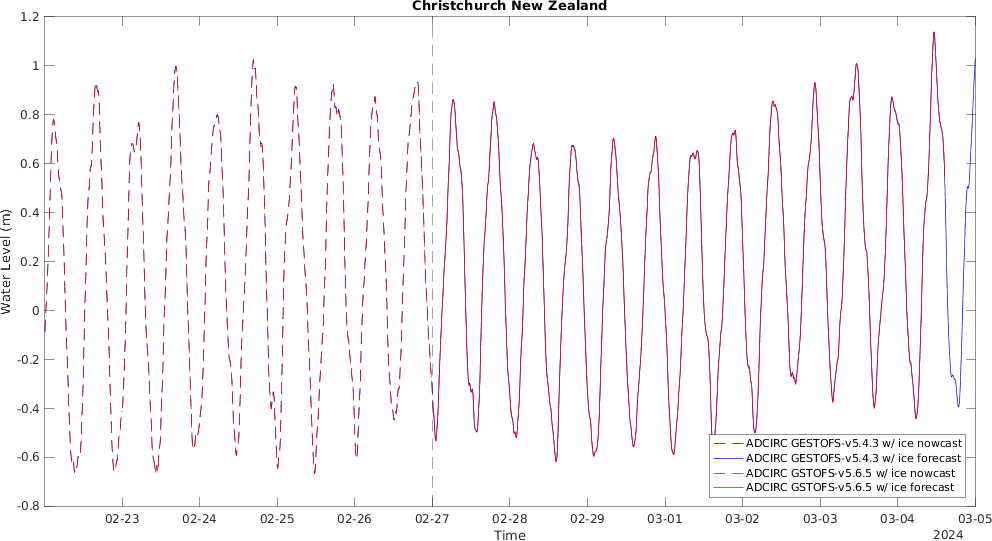 Christchurch New Zealand
1.2
1
0.8
0.6
0.4
0.2
0
-0.2
-0.4
-0.6
-0.8
Water Level (m)
ADCIRC GESTOFS-v5.4.3 w/ ice nowcast
ADCIRC GESTOFS-v5.4.3 w/ ice forecast
ADCIRC GSTOFS-v5.6.5 w/ ice nowcast
ADCIRC GSTOFS-v5.6.5 w/ ice forecast
02-23 02-24 02-25 02-26 02-27 02-28 02-29 03-01 03-02 03-03 03-04 03-05
Time
2024